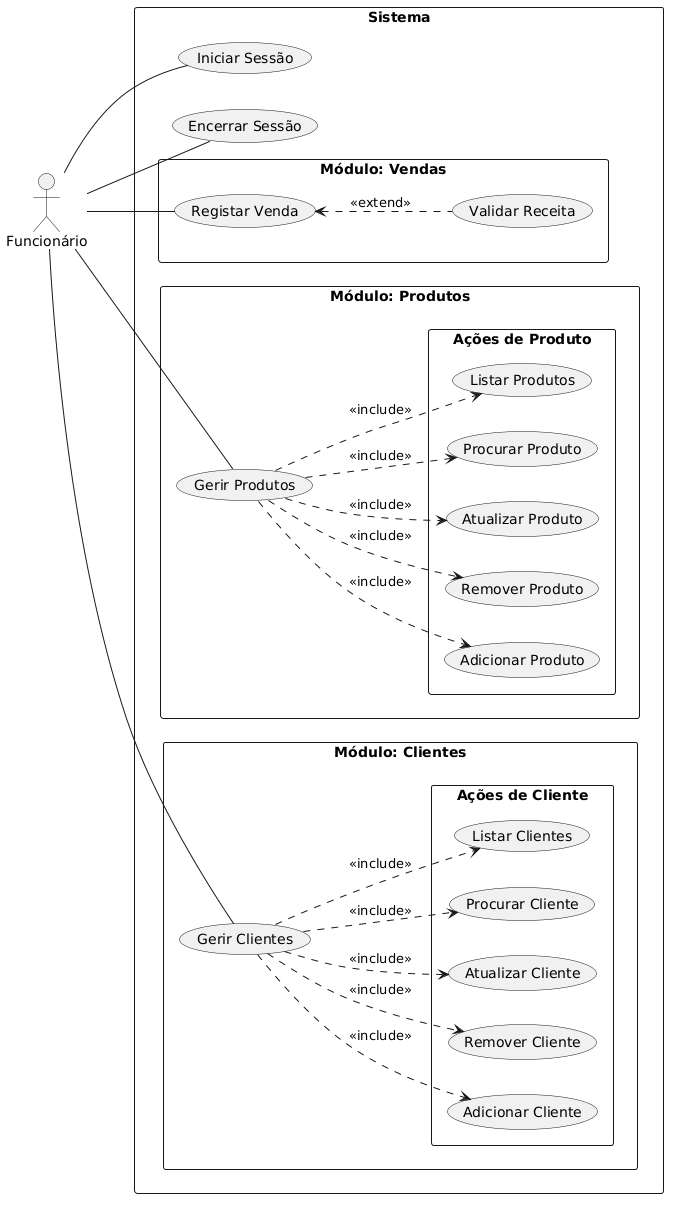 Sistema
Iniciar Sessão
Encerrar Sessão
Módulo: Vendas
Registar Venda
«extend»
Validar Receita
Funcionário
Módulo: Produtos
Ações de Produto
Listar Produtos
«include»
Procurar Produto
«include»
Gerir Produtos
«include»
Atualizar Produto
«include»
Remover Produto
«include»
Adicionar Produto
Módulo: Clientes
Ações de Cliente
Listar Clientes
«include»
Procurar Cliente
«include»
Gerir Clientes
«include»
Atualizar Cliente
«include»
Remover Cliente
«include»
Adicionar Cliente